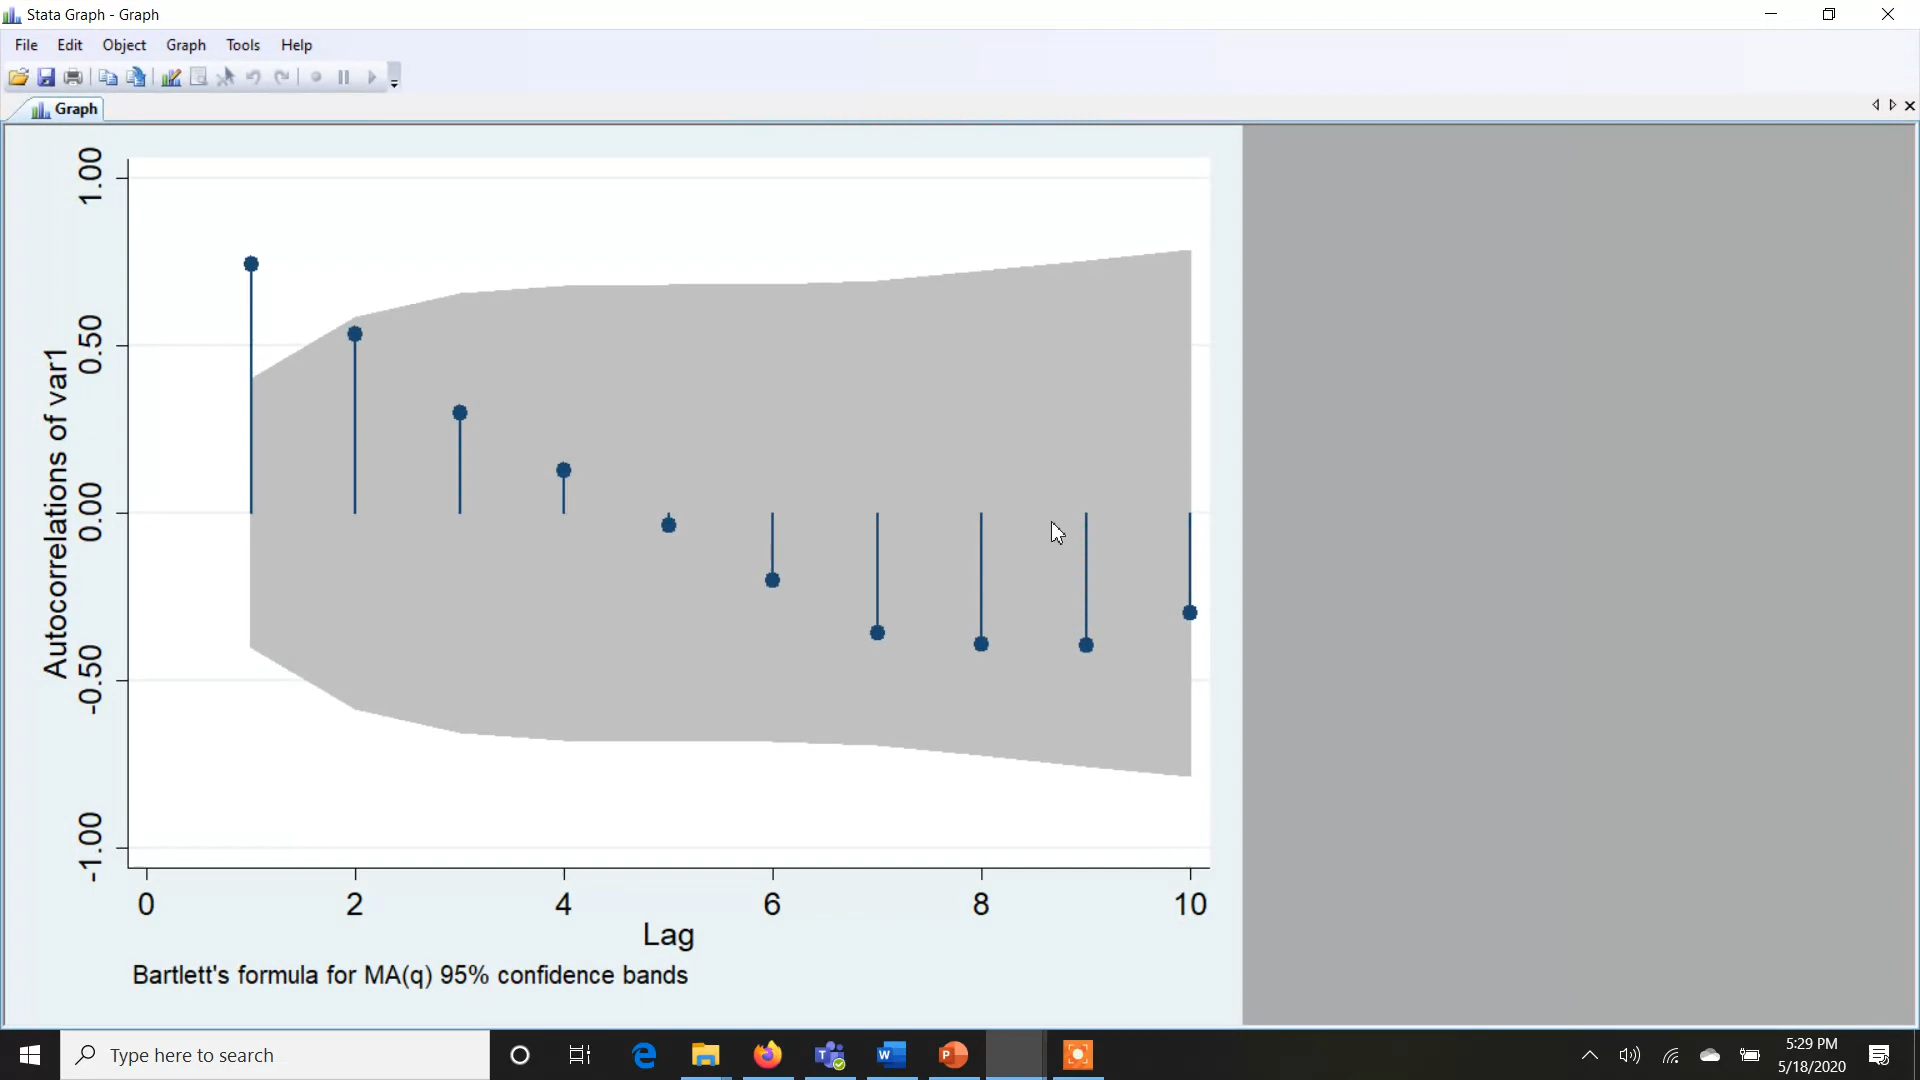 Stata Graph - Graph
File Edit Object Graph Tools Help
Graph
1.00
0.50
0.00
-0.50
-1.00
Autocorrelations of var1
0 2 4 6 8 10
Lag
Bartlett's formula for MA(q) 95% confidence bands
Type here to search
5:29 PM
5/18/2020